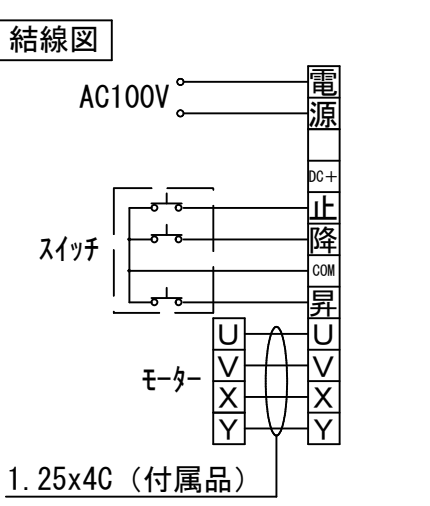 結線図
AC100V
電
源
DC+
止
降
COM
昇
スイッチ
U U
V V
X X
Y Y
モーター
1.25x4C (付属品)